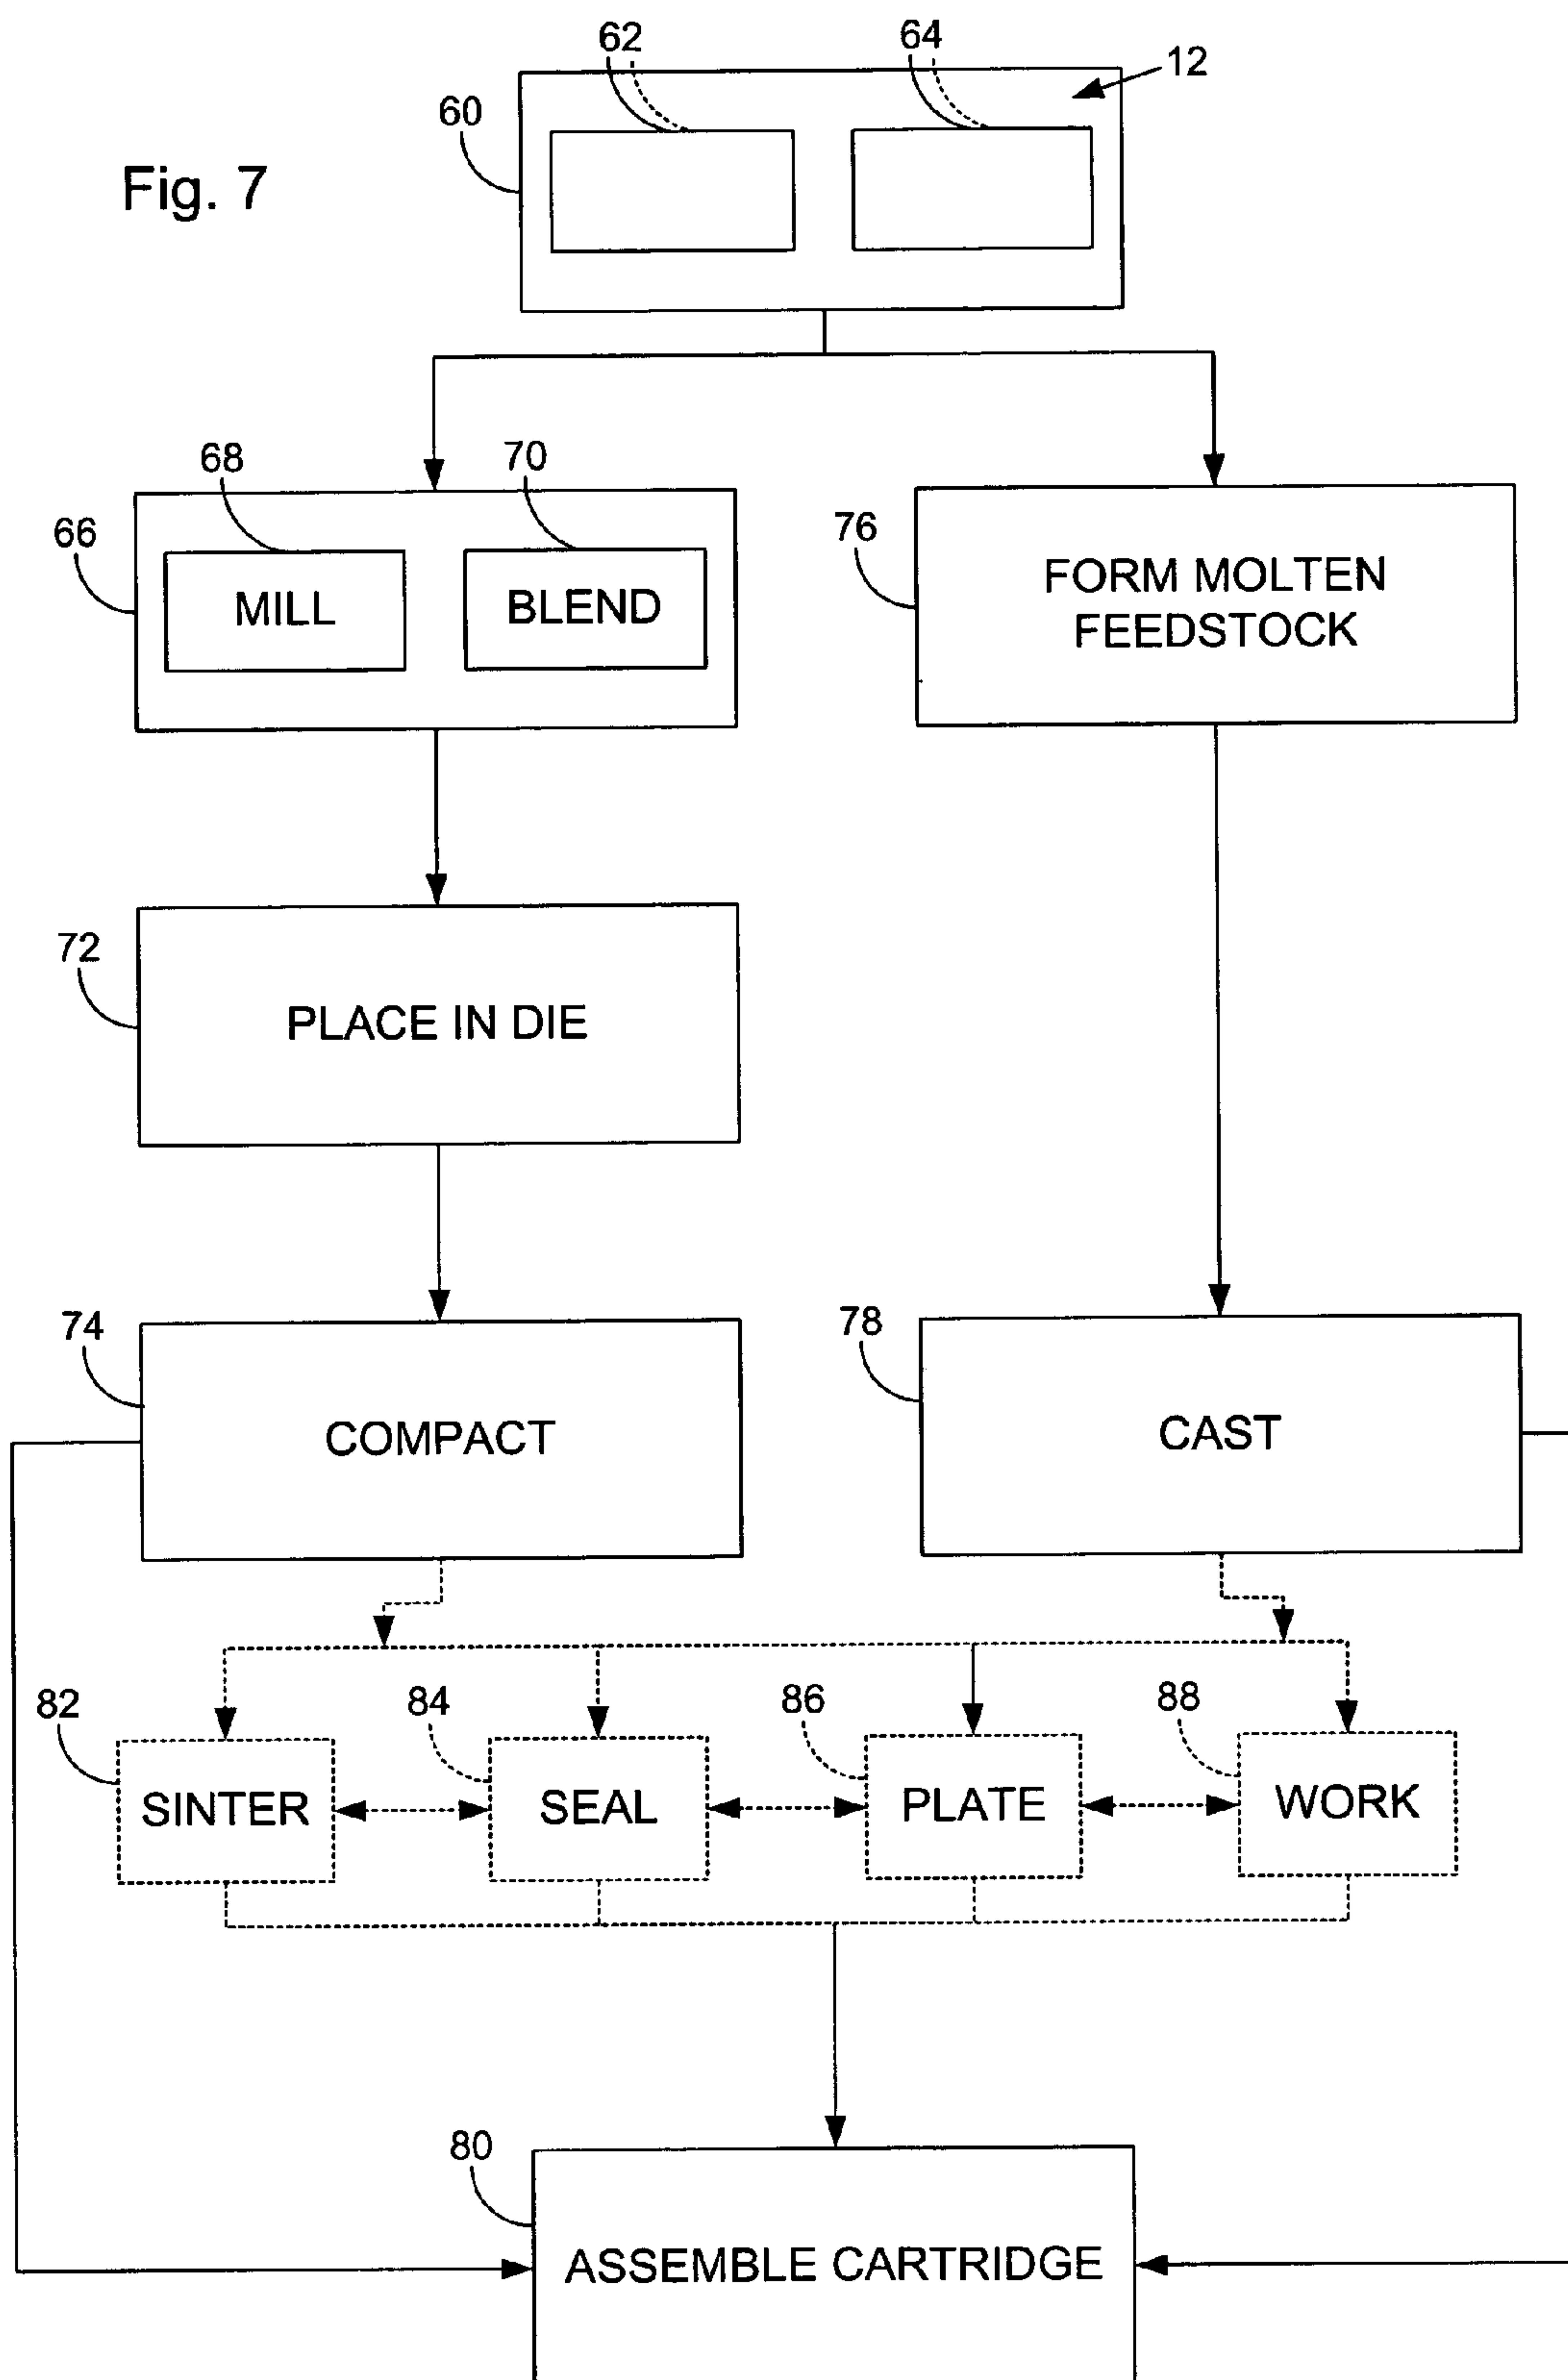 62
64
12
60
Fig. 7
68
70
66
MILL
BLEND
76
FORM MOLTEN
FEEDSTOCK
72
PLACE IN DIE
74
COMPACT
78
CAST
82
SINTER
84
SEAL
86
PLATE
88
WORK
80
ASSEMBLE CARTRIDGE